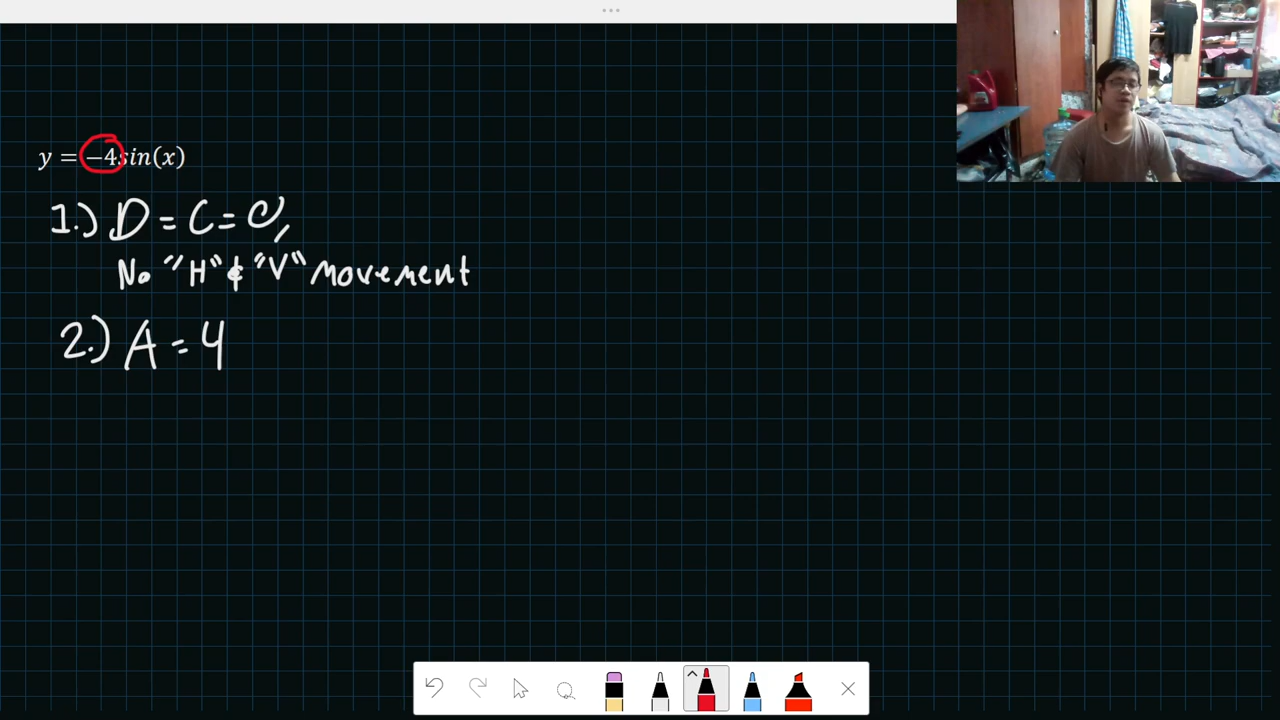 y = −4sin(x)
1.) D = C = 0,
No "H" & "V" movement
2.) A = 4